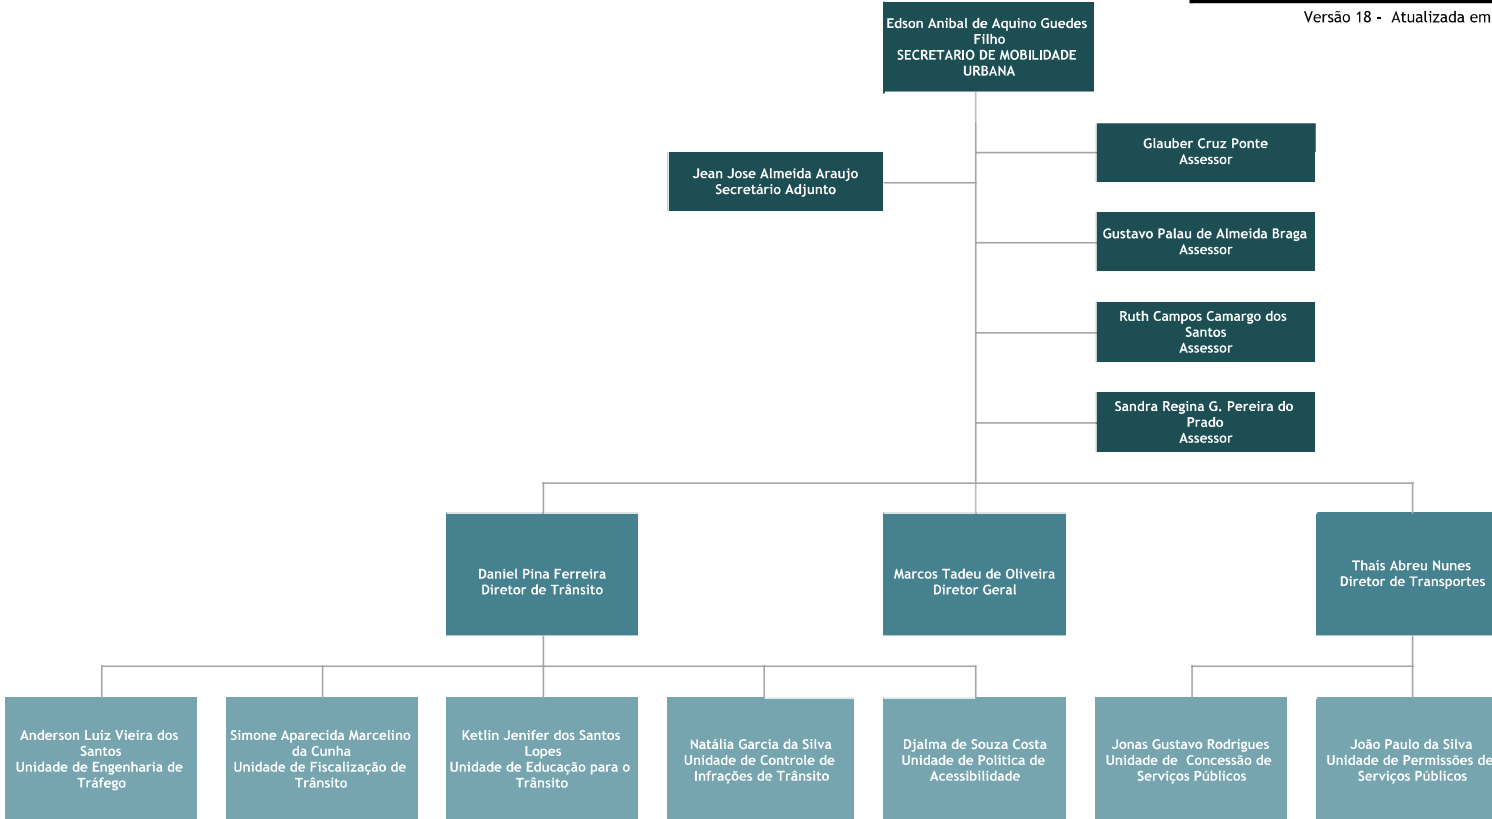 Versão 18 -  Atualizada em
Edson Anibal de Aquino Guedes
Filho
SECRETARIO DE MOBILIDADE
URBANA
Glauber Cruz Ponte
Assessor
Jean Jose Almeida Araujo
Secretário Adjunto
Gustavo Palau de Almeida Braga
Assessor
Ruth Campos Camargo dos
Santos
Assessor
Sandra Regina G. Pereira do
Prado
Assessor
Daniel Pina Ferreira
Diretor de Trânsito
Marcos Tadeu de Oliveira
Diretor Geral
Thaís Abreu Nunes
Diretor de Transportes
Anderson Luiz Vieira dos
Santos
Unidade de Engenharia de
Tráfego
Simone Aparecida Marcelino
da Cunha
Unidade de Fiscalização de
Trânsito
Ketlin Jenifer dos Santos
Lopes
Unidade de Educação para o
Trânsito
Natália Garcia da Silva
Unidade de Controle de
Infrações de Trânsito
Djalma de Souza Costa
Unidade de Política de
Acessibilidade
Jonas Gustavo Rodrigues
Unidade de  Concessão de
Serviços Públicos
João Paulo da Silva
Unidade de Permissões de
Serviços Públicos